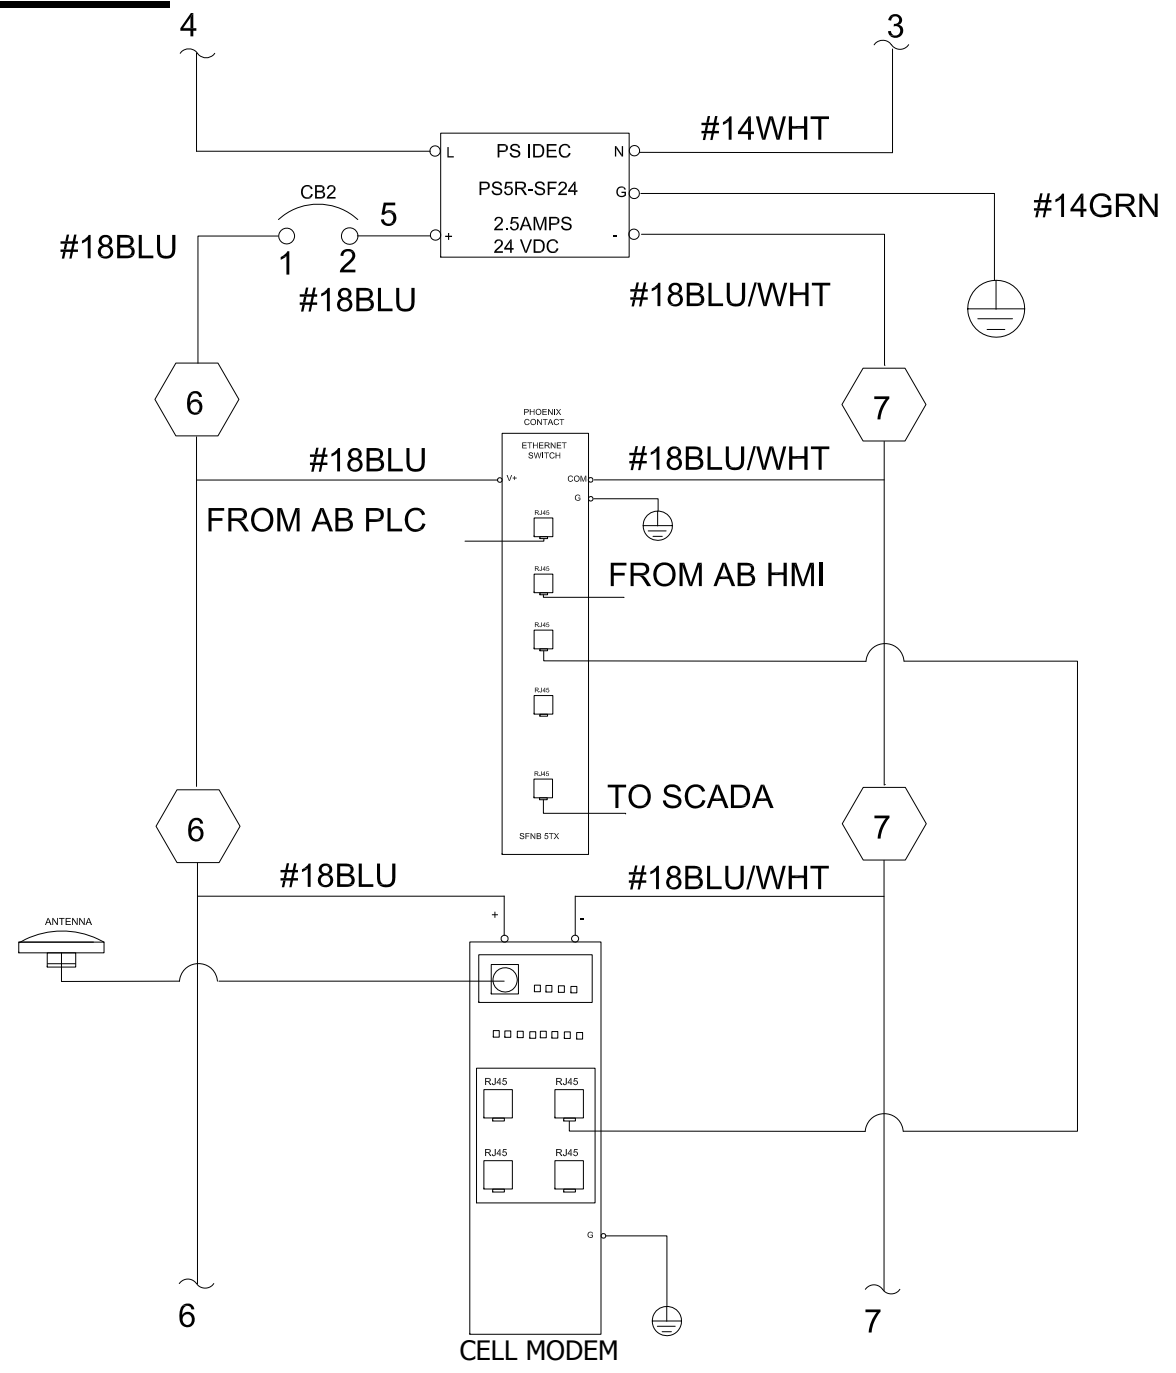 4
3
#14WHT
L
PS IDEC
N
PS5R-SF24
G
CB2
5
#14GRN
2.5AMPS
+
-
24 VDC
#18BLU
1
2
#18BLU
#18BLU/WHT
6
7
PHOENIX
CONTACT
ETHERNET
SWITCH
#18BLU
#18BLU/WHT
V+
COM
G
RJ45
FROM AB PLC
RJ45
FROM AB HMI
RJ45
RJ45
RJ45
TO SCADA
6
7
SFNB 5TX
#18BLU
#18BLU/WHT
+
-
ANTENNA
RJ45
RJ45
RJ45
RJ45
G
6
7
CELL MODEM